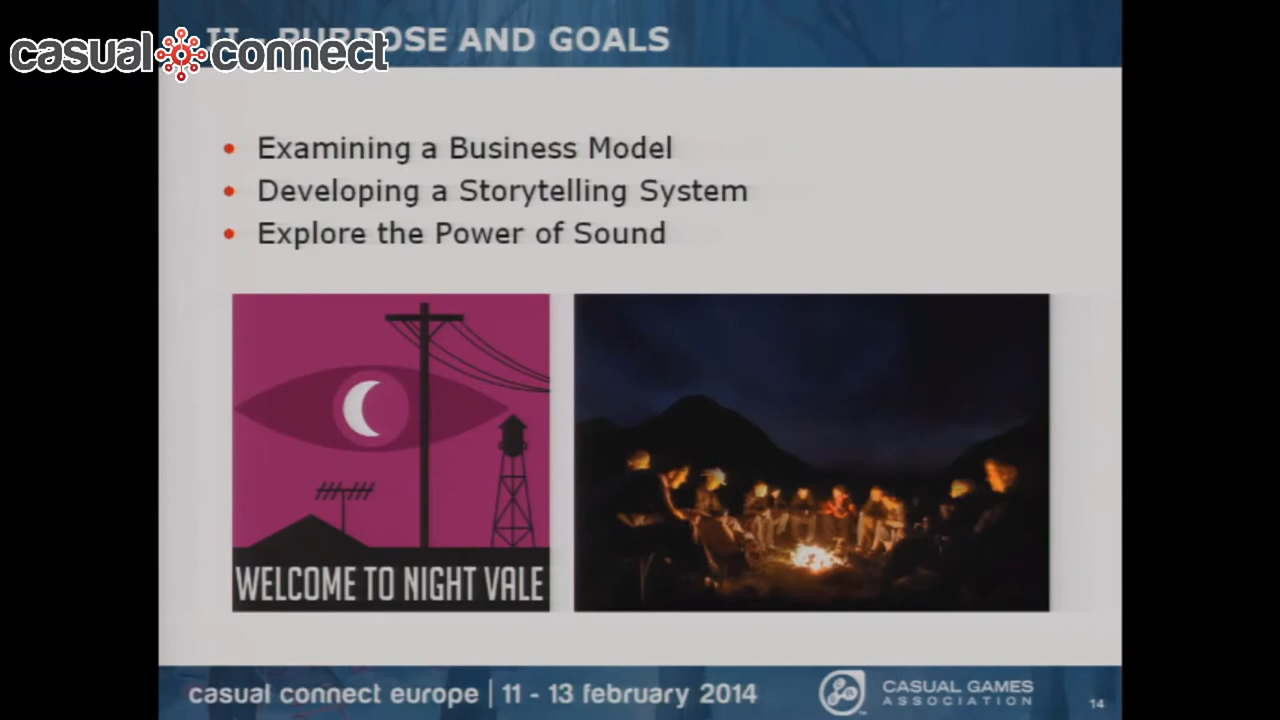 II - PURPOSE AND GOALS
casual connect
Examining a Business Model
Developing a Storytelling System
Explore the Power of Sound
WELCOME TO NIGHT VALE
casual connect europe | 11 - 13 february 2014
CASUAL GAMES
ASSOCIATION
14